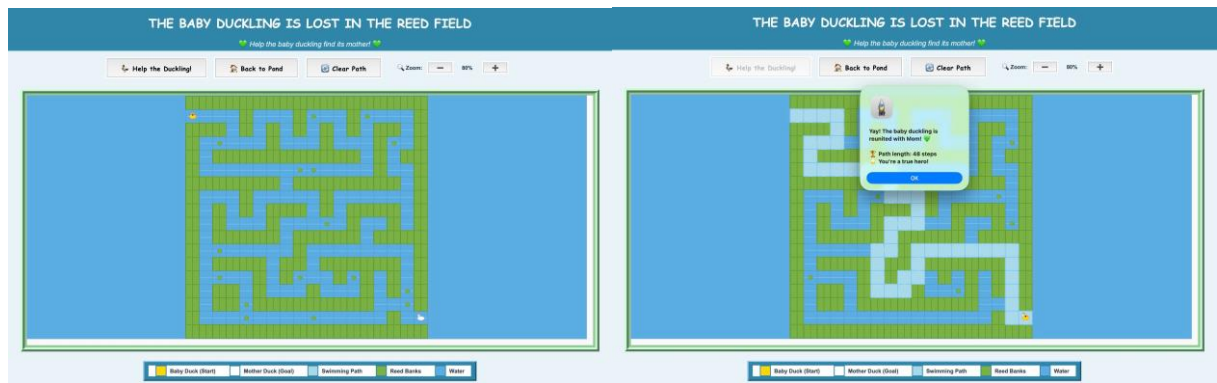 THE BABY DUCKLING IS LOST IN THE REED FIELD
💚 Help the baby duckling find its mother! 💚
Help the Duckling!
Back to Pond
Clear Path
Zoom:
—
80%
+
Baby Duck (Start)
Mother Duck (Goal)
Swimming Path
Reed Banks
Water
THE BABY DUCKLING IS LOST IN THE REED FIELD
💚 Help the baby duckling find its mother! 💚
Help the Duckling!
Back to Pond
Clear Path
Zoom:
—
80%
+
Yay! The baby duckling is
reunited with Mom! 💚
Path length: 48 steps
You're a true hero!
OK
Baby Duck (Start)
Mother Duck (Goal)
Swimming Path
Reed Banks
Water